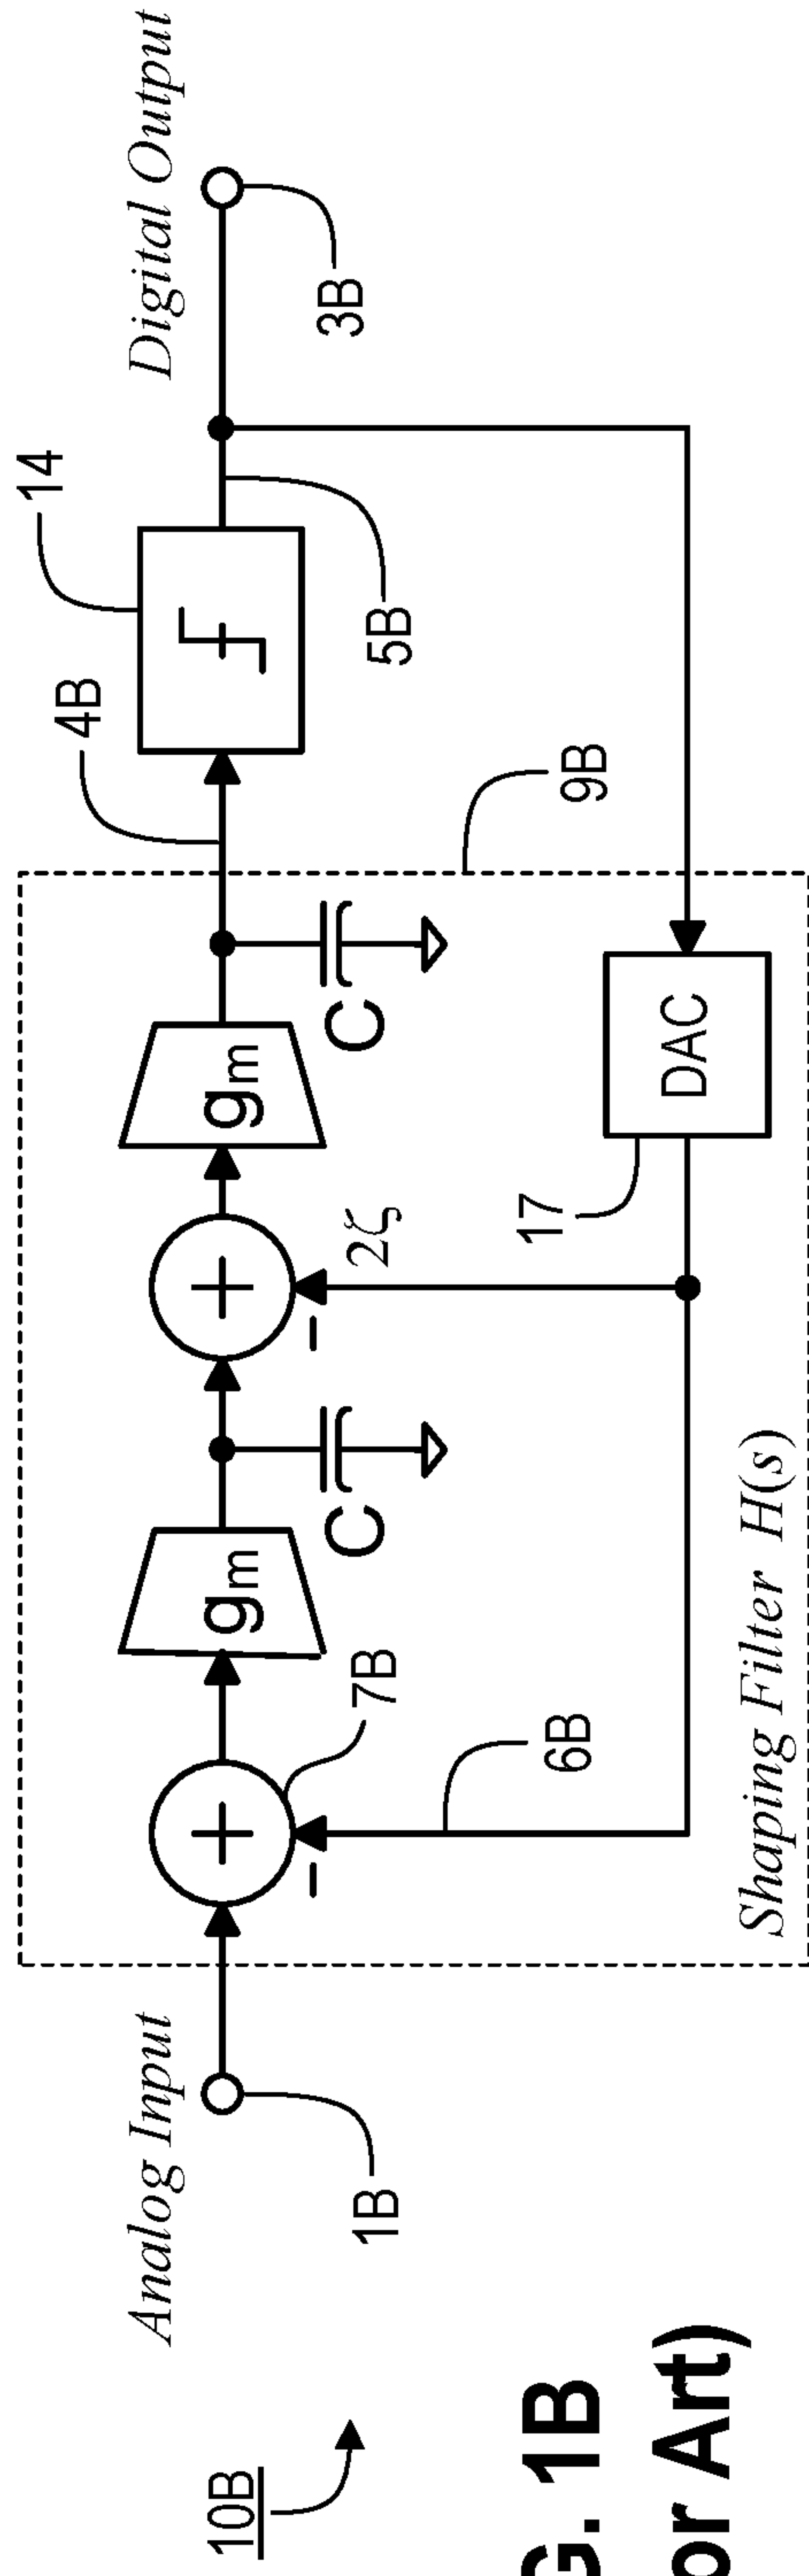 Analog Input
Digital Output
10B
1B
7B
6B
gm
C
2ζ
gm
C
4B
14
5B
3B
9B
17
DAC
Shaping Filter H(s)
G. 1B
or Art)